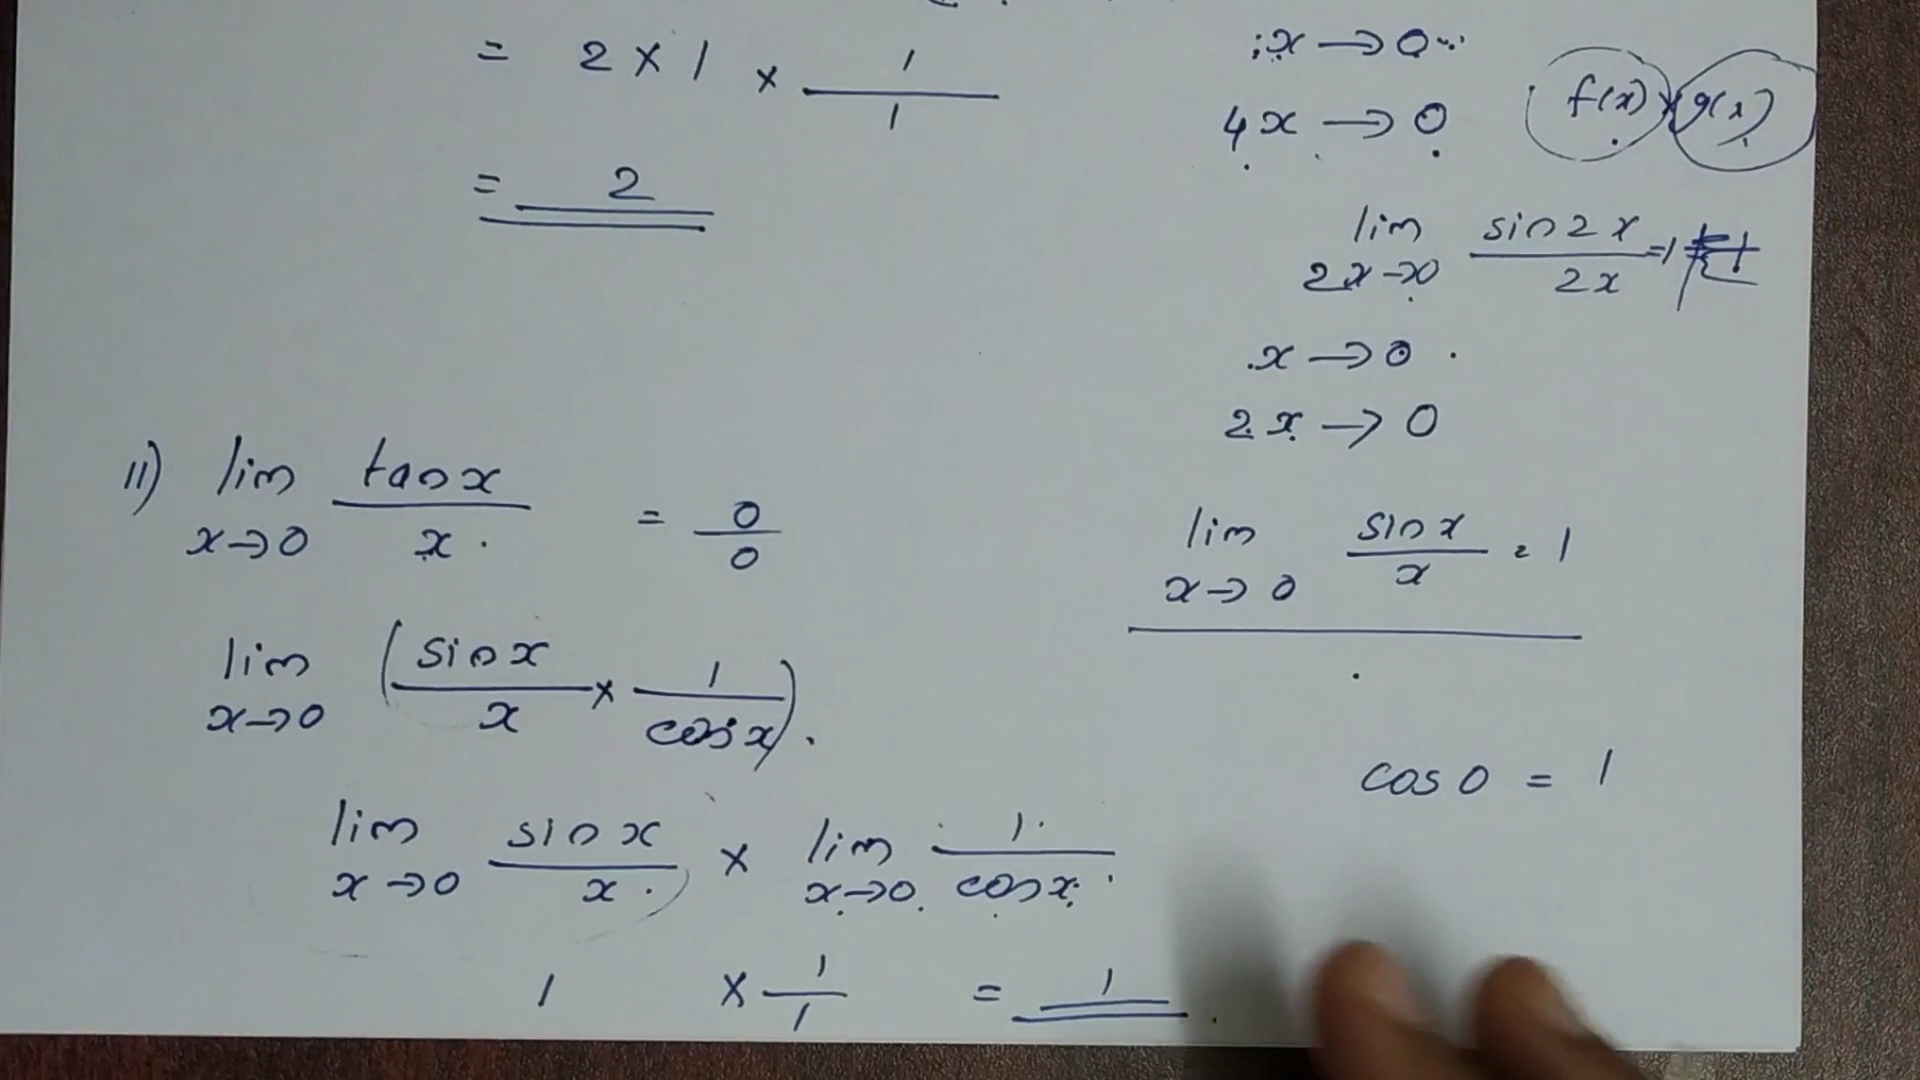 = 2 × 1 × 1/1
= 2
11) lim x→0 tan x / x = 0/0
lim x→0 (sin x / x × 1 / cos x).
lim x→0 sin x / x × lim x→0 1 / cos x
1 × 1/1 = 1
x → 0
4x → 0
f(x) × g(x)
lim 2x→0 sin 2x / 2x = 1
x → 0
2x → 0
lim x→0 sin x / x = 1
cos 0 = 1